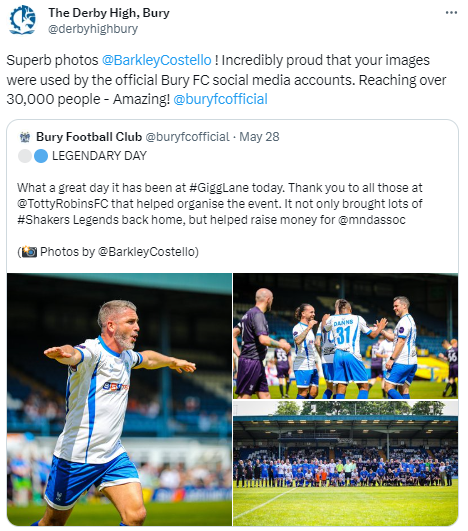 The Derby High, Bury
@derbyhighbury
Superb photos @BarkleyCostello ! Incredibly proud that your images
were used by the official Bury FC social media accounts. Reaching over
30,000 people - Amazing! @buryfcofficial
Bury Football Club @buryfcofficial · May 28
LEGENDARY DAY
What a great day it has been at #GiggLane today. Thank you to all those at
@TottyRobinsFC that helped organise the event. It not only brought lots of
#Shakers Legends back home, but helped raise money for @mndassoc
(📸 Photos by @BarkleyCostello)
DANNS
31